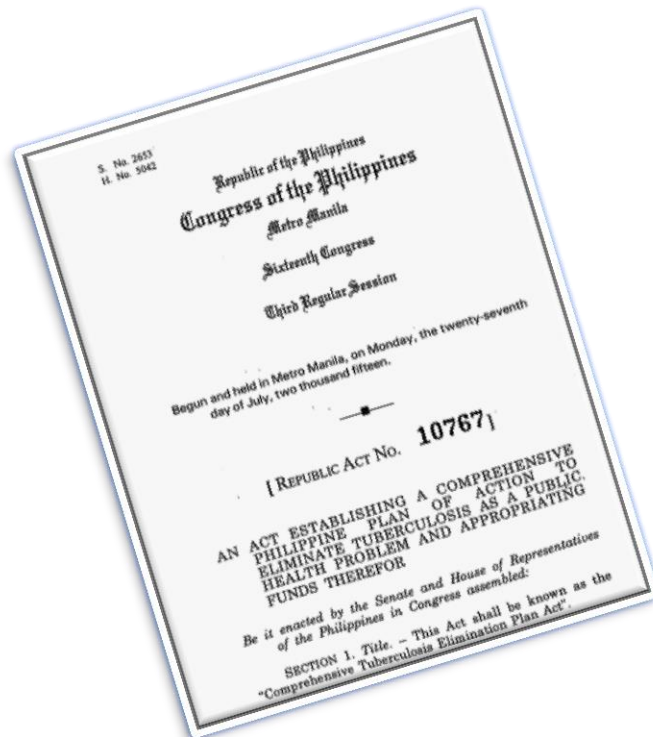 S. No. 2653
H. No. 5042
Republic of the Philippines
Congress of the Philippines
Metro Manila
Sixteenth Congress
Third Regular Session
Begun and held in Metro Manila, on Monday, the twenty-seventh
day of July, two thousand fifteen.
[ REPUBLIC ACT NO. 10767 ]
AN ACT ESTABLISHING A COMPREHENSIVE
PHILIPPINE PLAN OF ACTION TO
ELIMINATE TUBERCULOSIS AS A PUBLIC
HEALTH PROBLEM AND APPROPRIATING
FUNDS THEREFOR
Be it enacted by the Senate and House of Representatives
of the Philippines in Congress assembled:
SECTION 1. Title. – This Act shall be known as the
"Comprehensive Tuberculosis Elimination Plan Act".